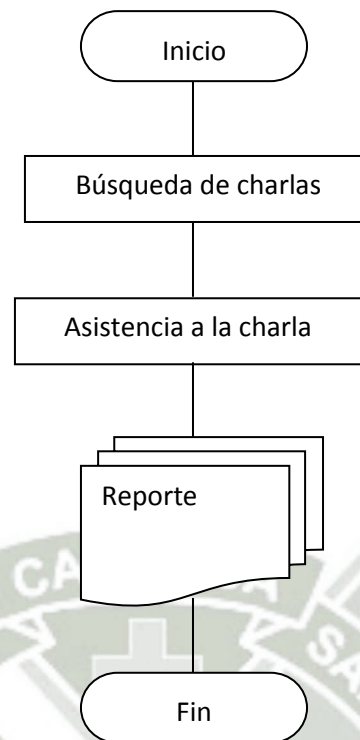 Inicio
Búsqueda de charlas
Asistencia a la charla
Reporte
Fin